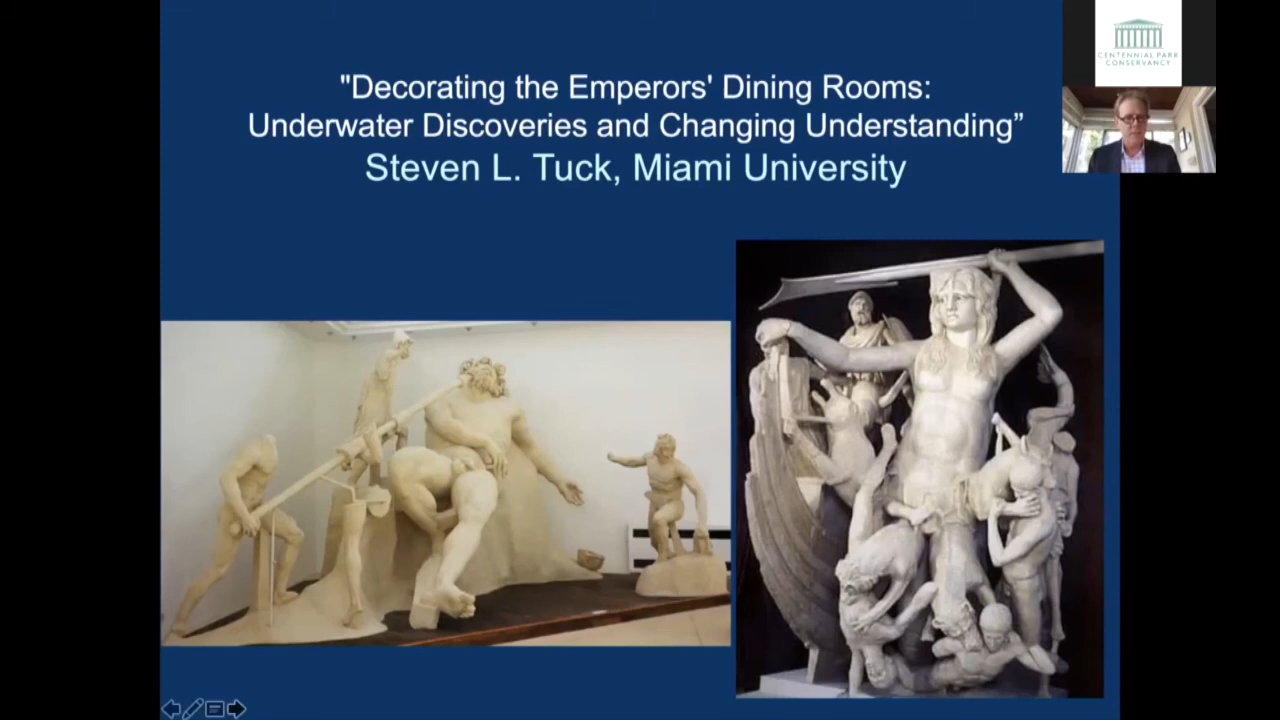 "Decorating the Emperors' Dining Rooms:
Underwater Discoveries and Changing Understanding”
Steven L. Tuck, Miami University
CENTENNIAL PARK
CONSERVANCY